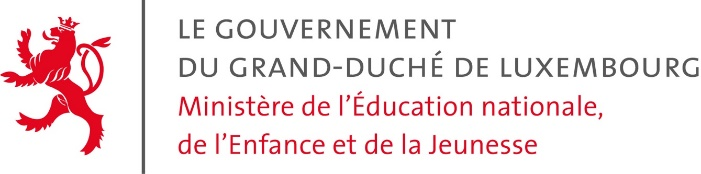 LE GOUVERNEMENT
DU GRAND-DUCHÉ DE LUXEMBOURG
Ministère de l’Éducation nationale,
de l’Enfance et de la Jeunesse